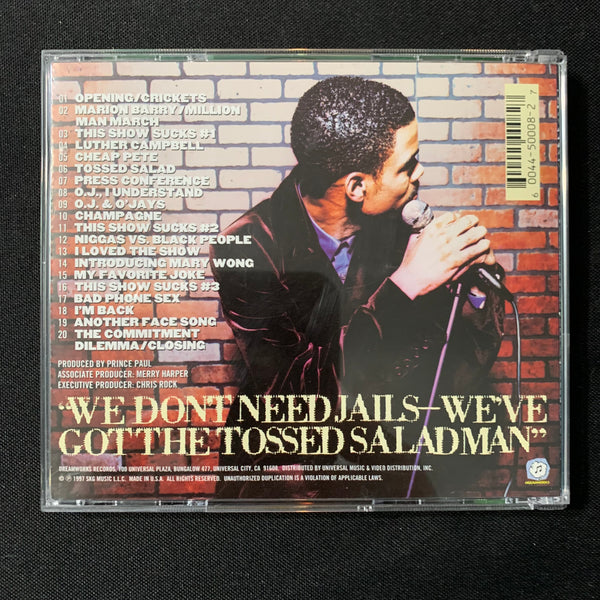 01 OPENING/CRICKETS
02 MARION BARRY/MILLION
MAN MARCH
03 THIS SHOW SUCKS #1
04 LUTHER CAMPBELL
05 CHEAP PETE
06 TOSSED SALAD
07 PRESS CONFERENCE
08 O.J. I UNDERSTAND
09 O.J. & O'JAYS
10 CHAMPAGNE
11 THIS SHOW SUCKS #2
12 NIGGAS VS. BLACK PEOPLE
13 I LOVED THE SHOW
14 INTRODUCING MARY WONG
15 MY FAVORITE JOKE
16 THIS SHOW SUCKS #3
17 BAD PHONE SEX
18 I'M BACK
19 ANOTHER FACE SONG
20 THE COMMITMENT
DILEMMA/CLOSING
PRODUCED BY PRINCE PAUL
ASSOCIATE PRODUCER: MERRY HARPER
EXECUTIVE PRODUCER: CHRIS ROCK
"WE DONT NEED JAILS—WE'VE
GOT THE TOSSED SALAD MAN"
DREAMWORKS RECORDS, 100 UNIVERSAL PLAZA, BUNGALOW 477, UNIVERSAL CITY, CA 91608. DISTRIBUTED BY UNIVERSAL MUSIC & VIDEO DISTRIBUTION, INC.
© ℗ 1997 SKG MUSIC L.L.C. MADE IN U.S.A. ALL RIGHTS RESERVED. UNAUTHORIZED DUPLICATION IS A VIOLATION OF APPLICABLE LAWS.
6 0044-50008-2 7
DREAMWORKS